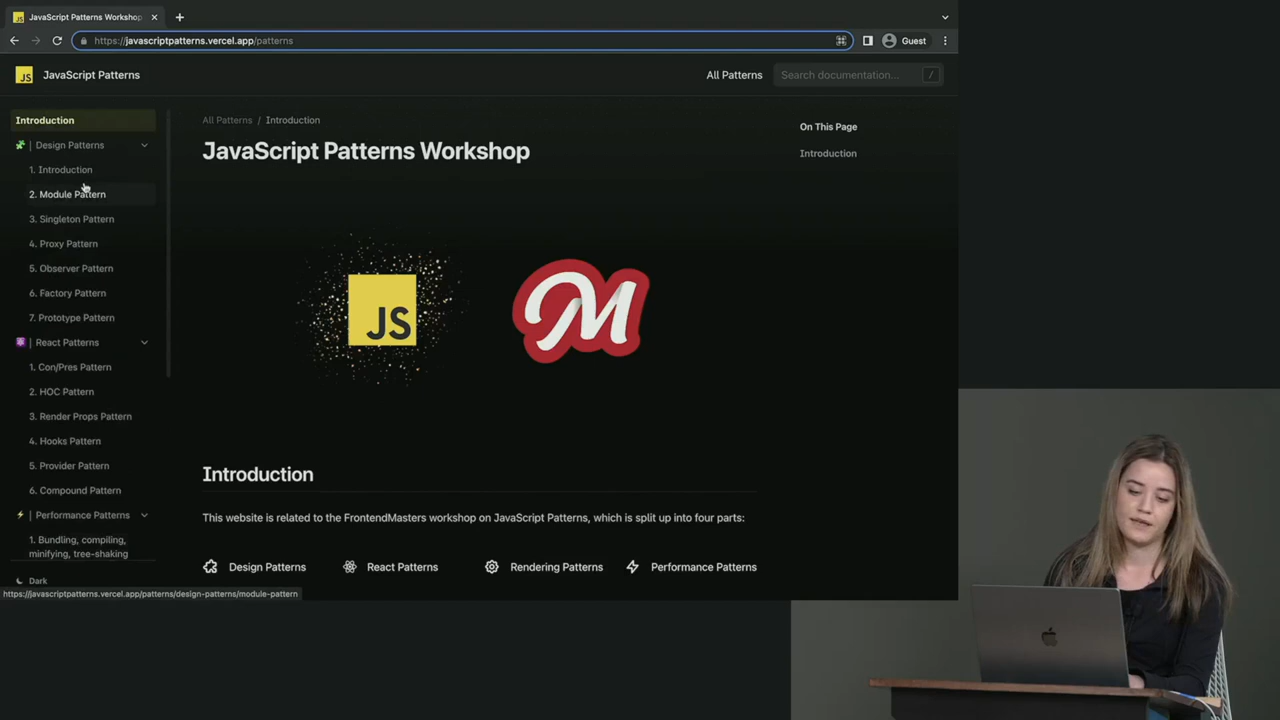 JavaScript Patterns Workshop
https://javascriptpatterns.vercel.app/patterns
Guest
JS
JavaScript Patterns
All Patterns
Search documentation...
/
Introduction
Design Patterns
1. Introduction
2. Module Pattern
3. Singleton Pattern
4. Proxy Pattern
5. Observer Pattern
6. Factory Pattern
7. Prototype Pattern
React Patterns
1. Con/Pres Pattern
2. HOC Pattern
3. Render Props Pattern
4. Hooks Pattern
5. Provider Pattern
6. Compound Pattern
Performance Patterns
1. Bundling, compiling,
minifying, tree-shaking
Dark
https://javascriptpatterns.vercel.app/patterns/design-patterns/module-pattern
All Patterns / Introduction
JavaScript Patterns Workshop
JS
M
Introduction
This website is related to the FrontendMasters workshop on JavaScript Patterns, which is split up into four parts:
Design Patterns
React Patterns
Rendering Patterns
Performance Patterns
On This Page
Introduction